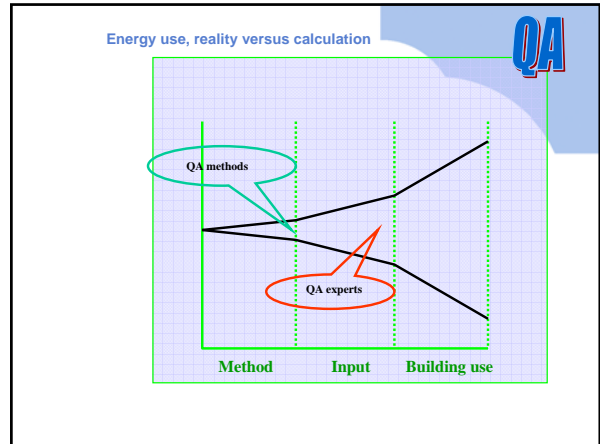 Energy use, reality versus calculation
QA
QA methods
QA experts
Method Input Building use